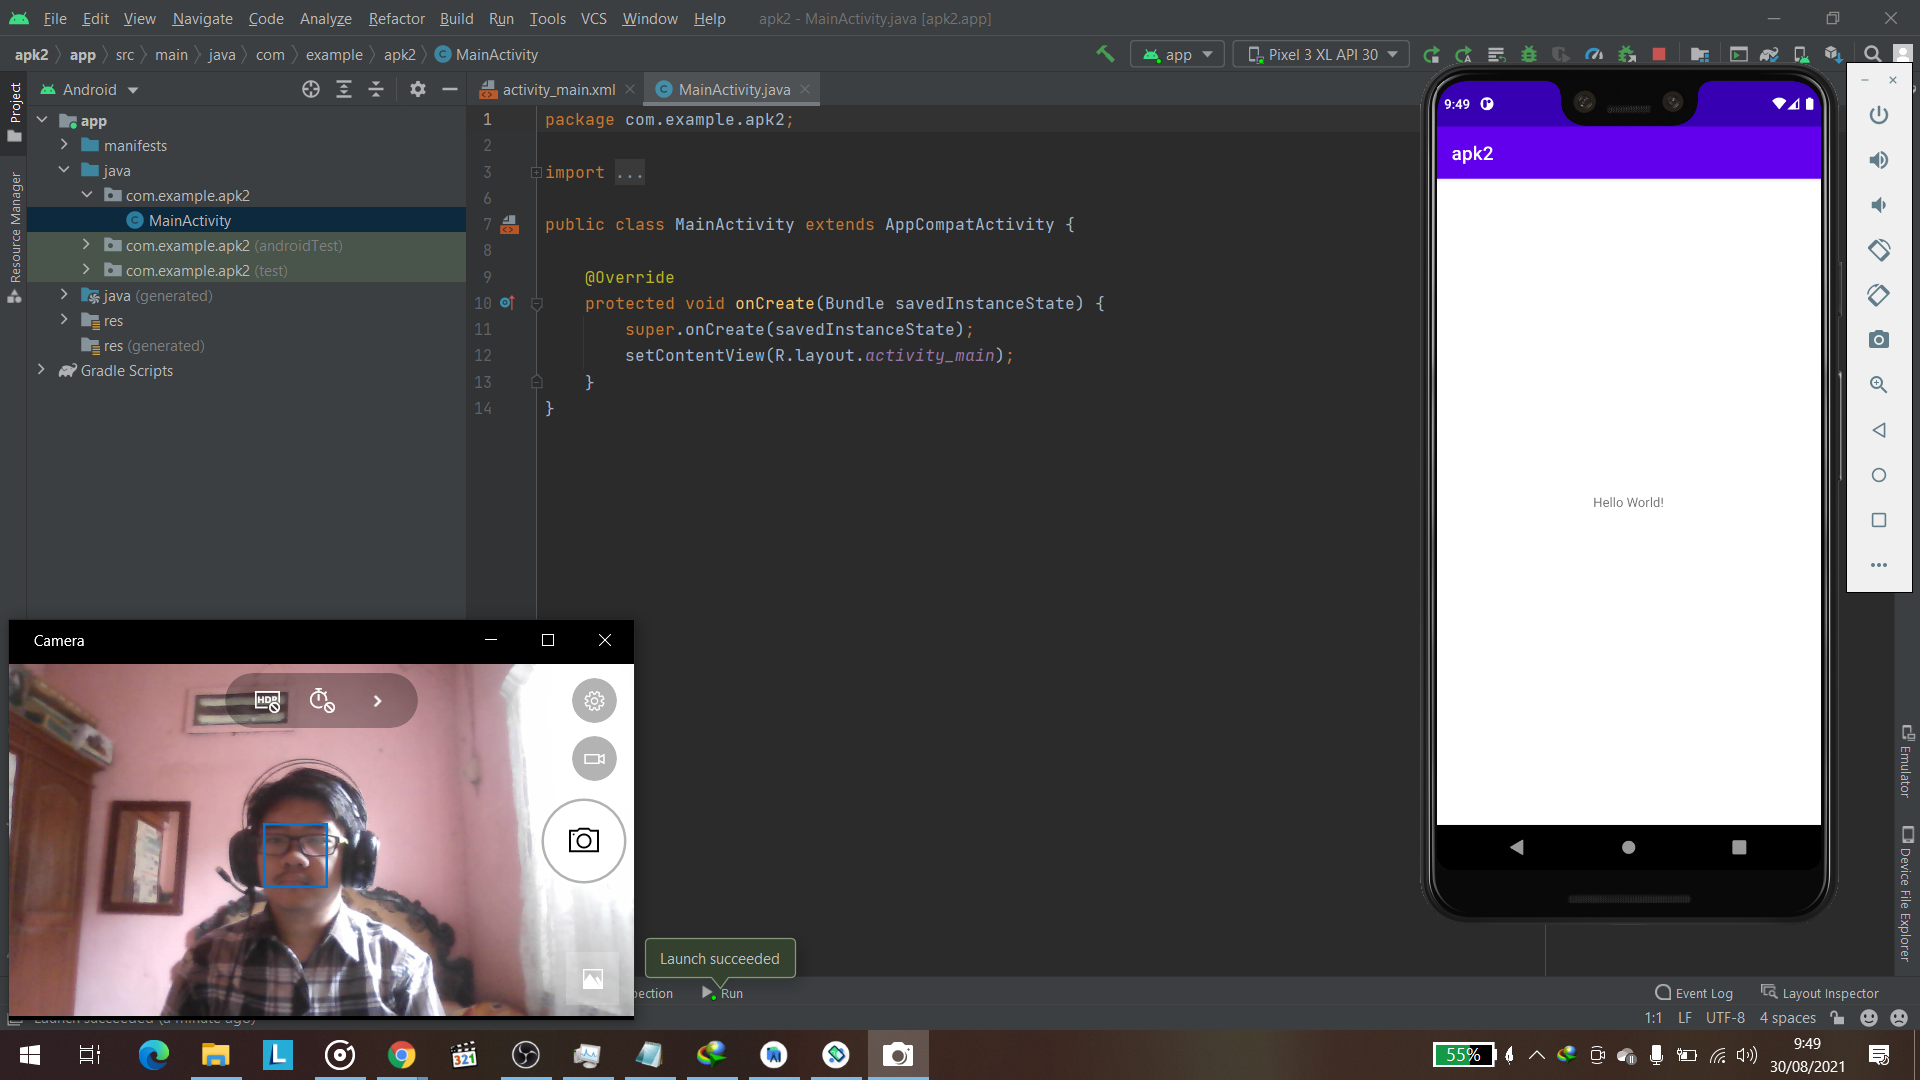 File Edit View Navigate Code Analyze Refactor Build Run Tools VCS Window Help apk2 - MainActivity.java [apk2.app]
apk2 app src main java com example apk2 MainActivity app Pixel 3 XL API 30
Project
Resource Manager
Android
app
manifests
java
com.example.apk2
MainActivity
com.example.apk2 (androidTest)
com.example.apk2 (test)
java (generated)
res
res (generated)
Gradle Scripts
activity_main.xml MainActivity.java
1 package com.example.apk2;
2
3 import ...
6
7 public class MainActivity extends AppCompatActivity {
8
9 @Override
10 protected void onCreate(Bundle savedInstanceState) {
11 super.onCreate(savedInstanceState);
12 setContentView(R.layout.activity_main);
13 }
14 }
9:49
apk2
Hello World!
Emulator
Device File Explorer
Camera
HDR
Launch succeeded
pection Run
Event Log Layout Inspector
Launch succeeded (a minute ago)
1:1 LF UTF-8 4 spaces
L
321
55%
9:49
30/08/2021